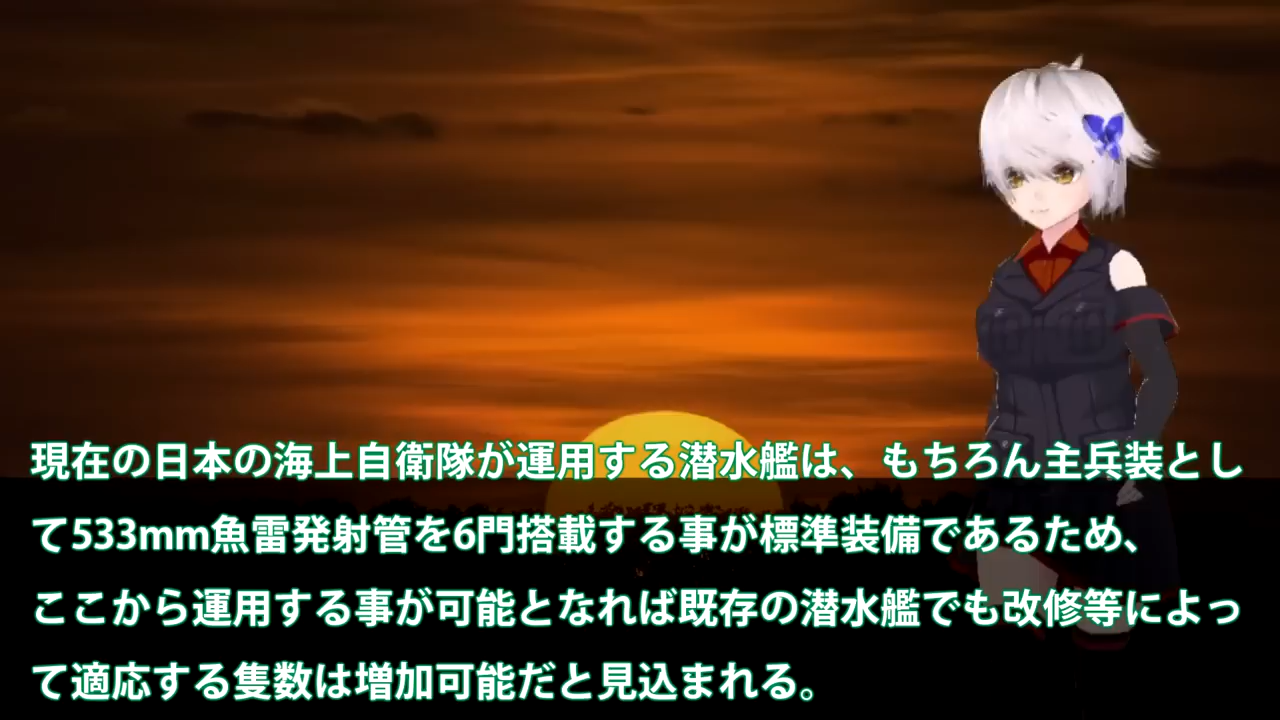 現在の日本の海上自衛隊が運用する潜水艦は、もちろん主兵装とし
て533mm魚雷発射管を6門搭載する事が標準装備であるため、
ここから運用する事が可能となれば既存の潜水艦でも改修等によっ
て適応する隻数は増加可能だと見込まれる。